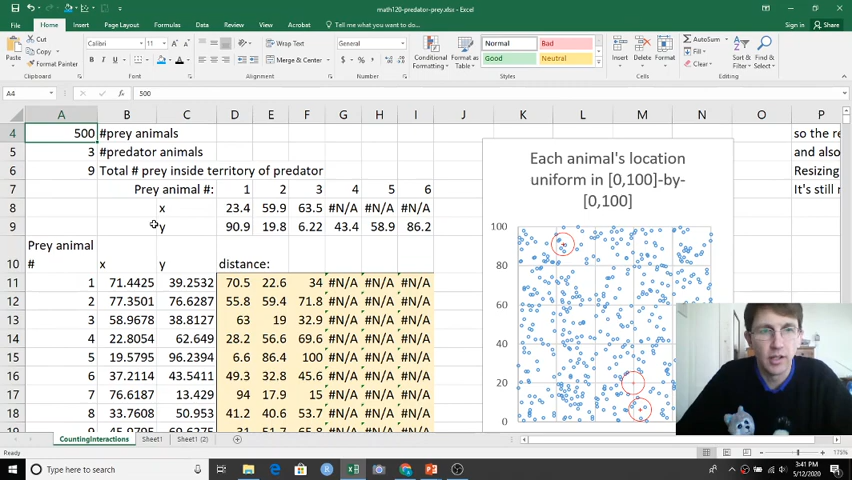 math120-predator-prey.xlsx - Excel
Sign in
File Home Insert Page Layout Formulas Data Review View Acrobat Tell me what you want to do... Share
Cut
Copy
Format Painter
Paste
Clipboard
Calibri 11
B I U
Font
Wrap Text
Merge & Center
Alignment
General
$ % ,
Number
Conditional Formatting
Format as Table
Normal Bad
Good Neutral
Styles
Insert Delete Format
Cells
AutoSum
Fill
Clear
Sort & Filter
Find & Select
Editing
A4 fx 500
A B C D E F G H I J K L M N O P
4 500 #prey animals
5 3 #predator animals
6 9 Total # prey inside territory of predator
7 Prey animal #: 1 2 3 4 5 6
8 x 23.4 59.9 63.5 #N/A #N/A #N/A
9 y 90.9 19.8 6.22 43.4 58.9 86.2
Prey animal
10 # x y distance:
11 1 71.4425 39.2532 70.5 22.6 34 #N/A #N/A #N/A
12 2 77.3501 76.6287 55.8 59.4 71.8 #N/A #N/A #N/A
13 3 58.9678 38.8127 63 19 32.9 #N/A #N/A #N/A
14 4 22.8054 62.649 28.2 56.6 69.6 #N/A #N/A #N/A
15 5 19.5795 96.2394 6.6 86.4 100 #N/A #N/A #N/A
16 6 37.2114 43.5411 49.3 32.8 45.6 #N/A #N/A #N/A
17 7 76.6187 13.429 94 17.9 15 #N/A #N/A #N/A
18 8 33.7608 50.953 41.2 40.6 53.7 #N/A #N/A #N/A
Each animal's location
uniform in [0,100]-by-
[0,100]
100
80
60
40
20
0
so the re
and also
Resizing
It's still r
CountingInteractions Sheet1 Sheet1 (2)
175%
Type here to search
3:41 PM
5/12/2020